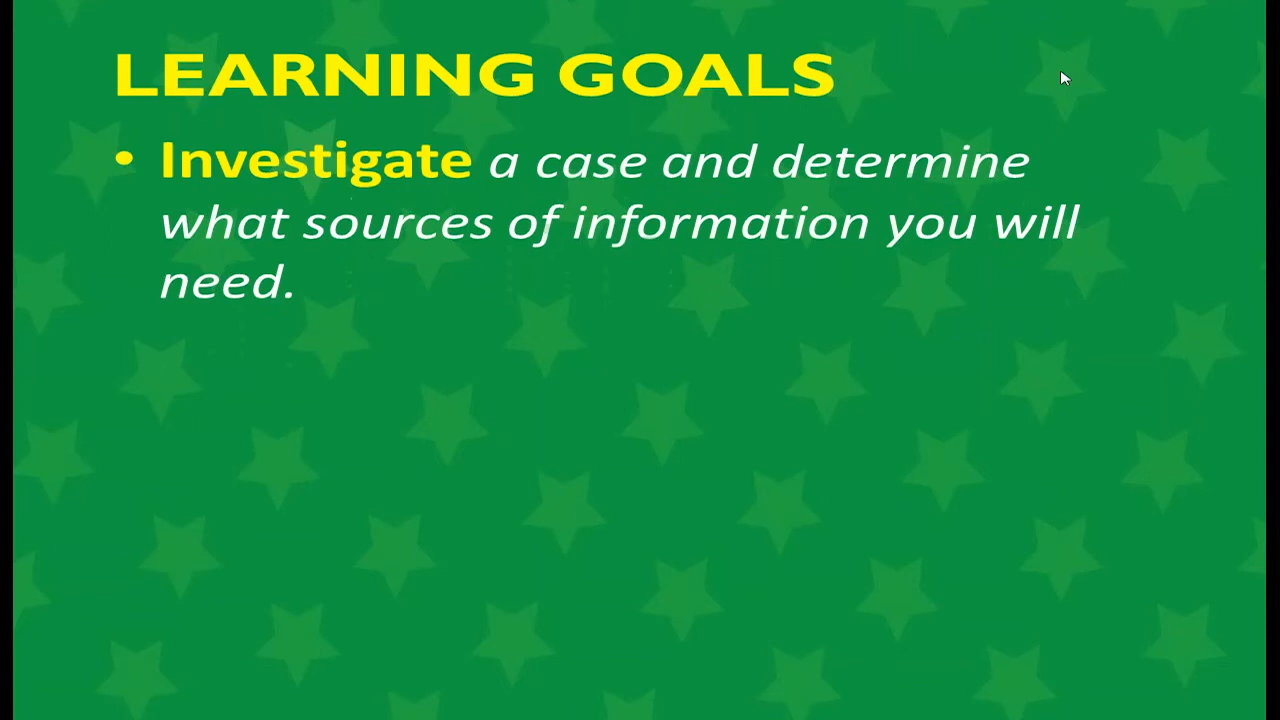 LEARNING GOALS
• Investigate a case and determine
what sources of information you will
need.